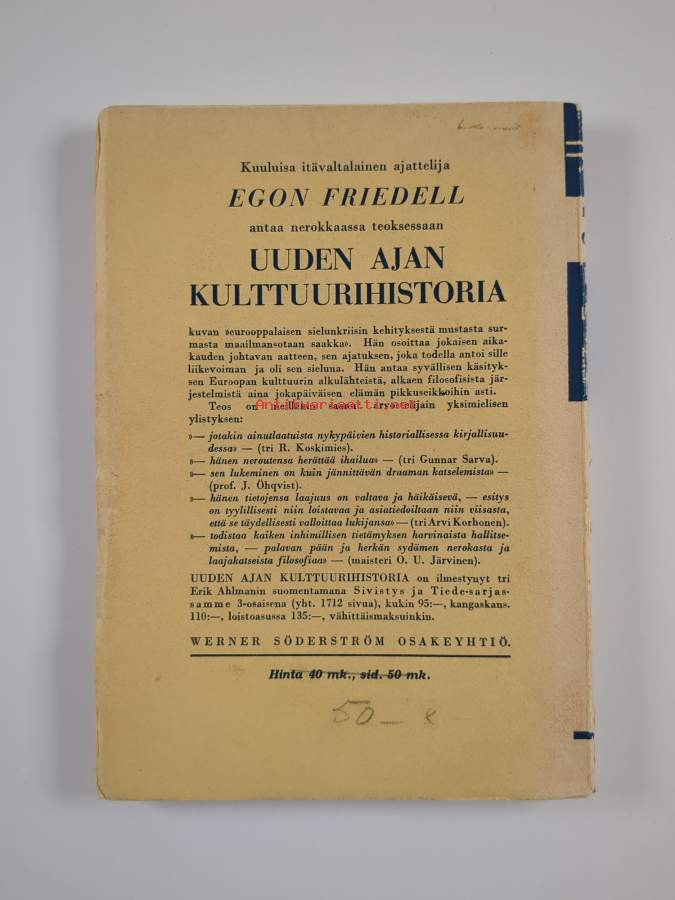 Kuuluisa itävaltalainen ajattelija
EGON FRIEDELL
antaa nerokkaassa teoksessaan
UUDEN AJAN
KULTTUURIHISTORIA
kuvan »eurooppalaisen sielunkriisin kehityksestä mustasta sur-
masta maailmansotaan saakka». Hän osoittaa jokaisen aika-
kauden johtavan aatteen, sen ajatuksen, joka todella antoi sille
liikevoiman ja oli sen sieluna. Hän antaa syvällisen käsityk-
sen Euroopan kulttuurin alkulähteistä, alkaen filosofisista jär-
jestelmistä aina jokapäiväisen elämän pikkuseikkoihin asti.
Teos on meilläkin saanut arvostelijain yksimielisen
ylistyksen:
Antikvariaatti.net
»— jotakin ainutlaatuista nykypäivien historiallisessa kirjallisuu-
dessa» — (tri R. Koskimies).
»— hänen neroutensa herättää ihailua» — (tri Gunnar Sarva).
»— sen lukeminen on kuin jännittävän draaman katselemista» —
(prof. J. Öhqvist).
»— hänen tietojensa laajuus on valtava ja häikäisevä, — esitys
on tyylillisesti niin loistavaa ja asiatiedoiltaan niin viisasta,
että se täydellisesti valloittaa lukijansa» — (tri Arvi Korhonen).
»— todistaa kaiken inhimillisen tietämyksen harvinaista hallitse-
mista, — palavan pään ja herkän sydämen nerokasta ja
laajakatseista filosofiaa» — (maisteri O. U. Järvinen).
UUDEN AJAN KULTTUURIHISTORIA on ilmestynyt tri
Erik Ahlmanin suomentamana Sivistys ja Tiede-sarjas-
samme 3-osaisena (yht. 1712 sivua), kukin 95:—, kangaskans.
110:—, loistoasussa 135:—, vähittäismaksuinkin.
WERNER SÖDERSTRÖM OSAKEYHTIÖ.
Hinta 40 mk., sid. 50 mk.
50 —